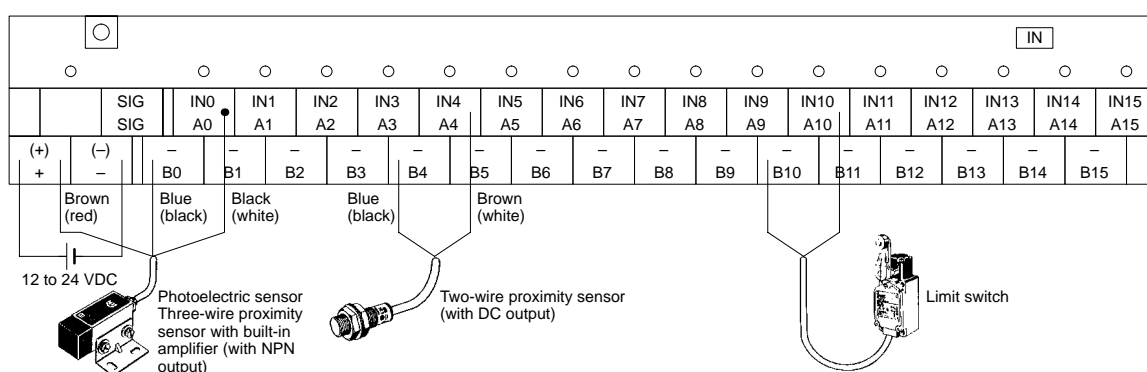 IN
SIG IN0 IN1 IN2 IN3 IN4 IN5 IN6 IN7 IN8 IN9 IN10 IN11 IN12 IN13 IN14 IN15
SIG A0 A1 A2 A3 A4 A5 A6 A7 A8 A9 A10 A11 A12 A13 A14 A15
(+) (–) – – – – – – – – – – – – – – – –
+ – B0 B1 B2 B3 B4 B5 B6 B7 B8 B9 B10 B11 B12 B13 B14 B15
Brown
(red)
Blue
(black)
Black
(white)
Blue
(black)
Brown
(white)
12 to 24 VDC
Photoelectric sensor
Three-wire proximity
sensor with built-in
amplifier (with NPN
output)
Two-wire proximity sensor
(with DC output)
Limit switch